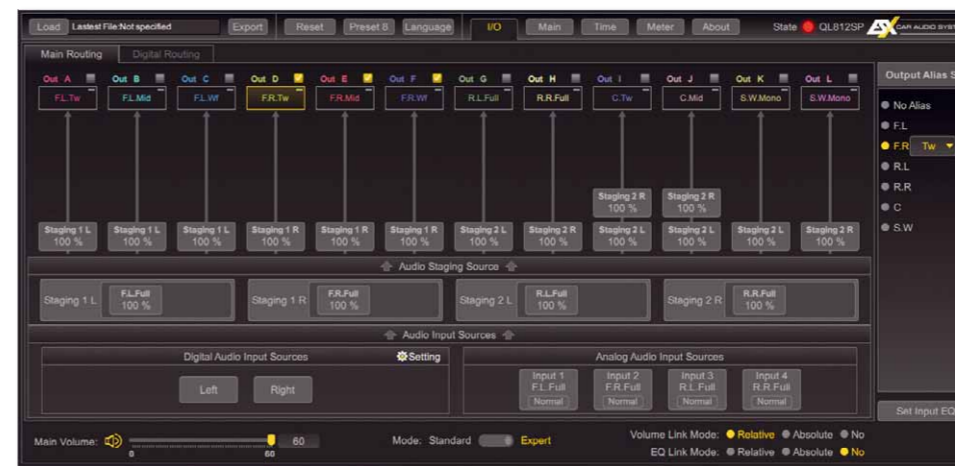 Load Lastest File:Not specified Export Reset Preset 8 Language I/O Main Time Meter About State QL812SP ESX CAR AUDIO SYST
Main Routing Digital Routing
Out A Out B Out C Out D Out E Out F Out G Out H Out I Out J Out K Out L
F.L.Tw F.L.Mid F.L.Wf F.R.Tw F.R.Mid F.R.Wf R.L.Full R.R.Full C.Tw C.Mid S.W.Mono S.W.Mono
Output Alias S
No Alias
F.L
F.R Tw
R.L
R.R
C
S.W
Staging 2 R Staging 2 R
100 % 100 %
Staging 1 L Staging 1 L Staging 1 L Staging 1 R Staging 1 R Staging 1 R Staging 2 L Staging 2 R Staging 2 L Staging 2 L Staging 2 L Staging 2 R
100 % 100 % 100 % 100 % 100 % 100 % 100 % 100 % 100 % 100 % 100 % 100 %
Audio Staging Source
Staging 1 L F.L.Full Staging 1 R F.R.Full Staging 2 L R.L.Full Staging 2 R R.R.Full
100 % 100 % 100 % 100 %
Audio Input Sources
Digital Audio Input Sources Setting Analog Audio Input Sources
Left Right
Input 1 Input 2 Input 3 Input 4
F.L.Full F.R.Full R.L.Full R.R.Full
Normal Normal Normal Normal
Set Input EQ
Main Volume: 60 Mode: Standard Expert
0 60
Volume Link Mode: Relative Absolute No
EQ Link Mode: Relative Absolute No